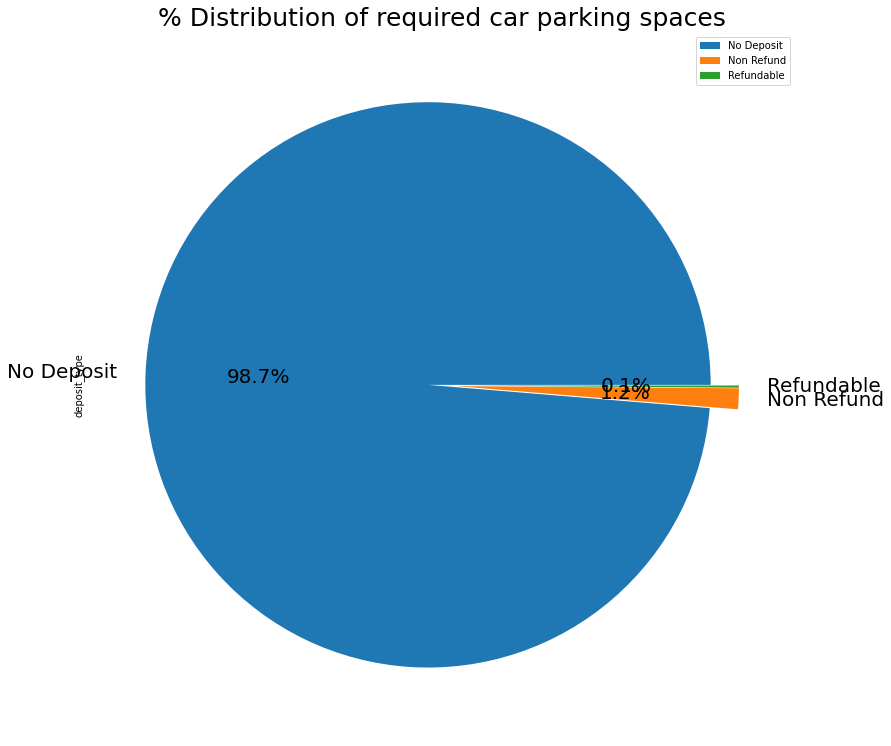 % Distribution of required car parking spaces
No Deposit
Non Refund
Refundable
No Deposit
deposit_type
98.7%
0.1%
1.2%
Refundable
Non Refund